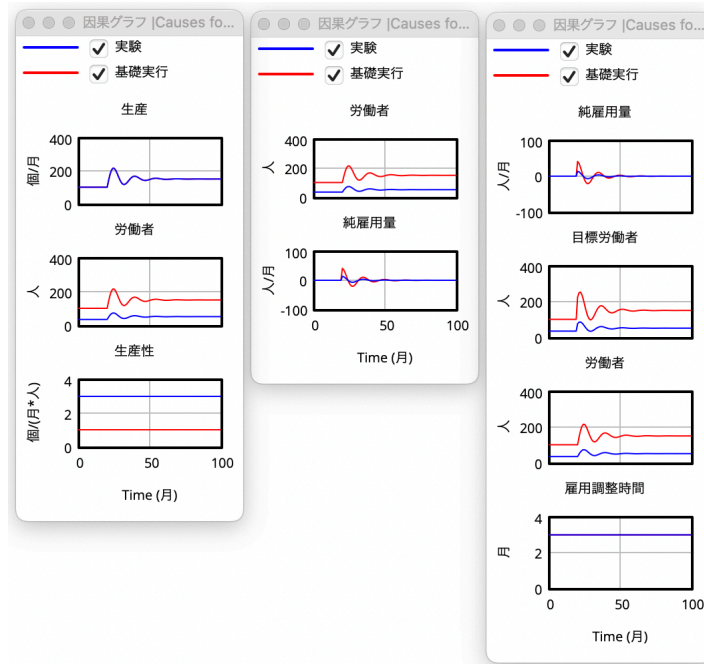 因果グラフ |Causes fo...
実験
基礎実行
生産
400
200
0
個/月
労働者
400
200
0
人
生産性
4
2
0
個/(月*人)
0 50 100
Time (月)
因果グラフ |Causes fo...
実験
基礎実行
労働者
400
200
0
人
純雇用量
100
0
-100
人/月
0 50 100
Time (月)
因果グラフ |Causes fo...
実験
基礎実行
純雇用量
100
0
-100
人/月
目標労働者
400
200
0
人
労働者
400
200
0
人
雇用調整時間
4
2
0
月
0 50 100
Time (月)